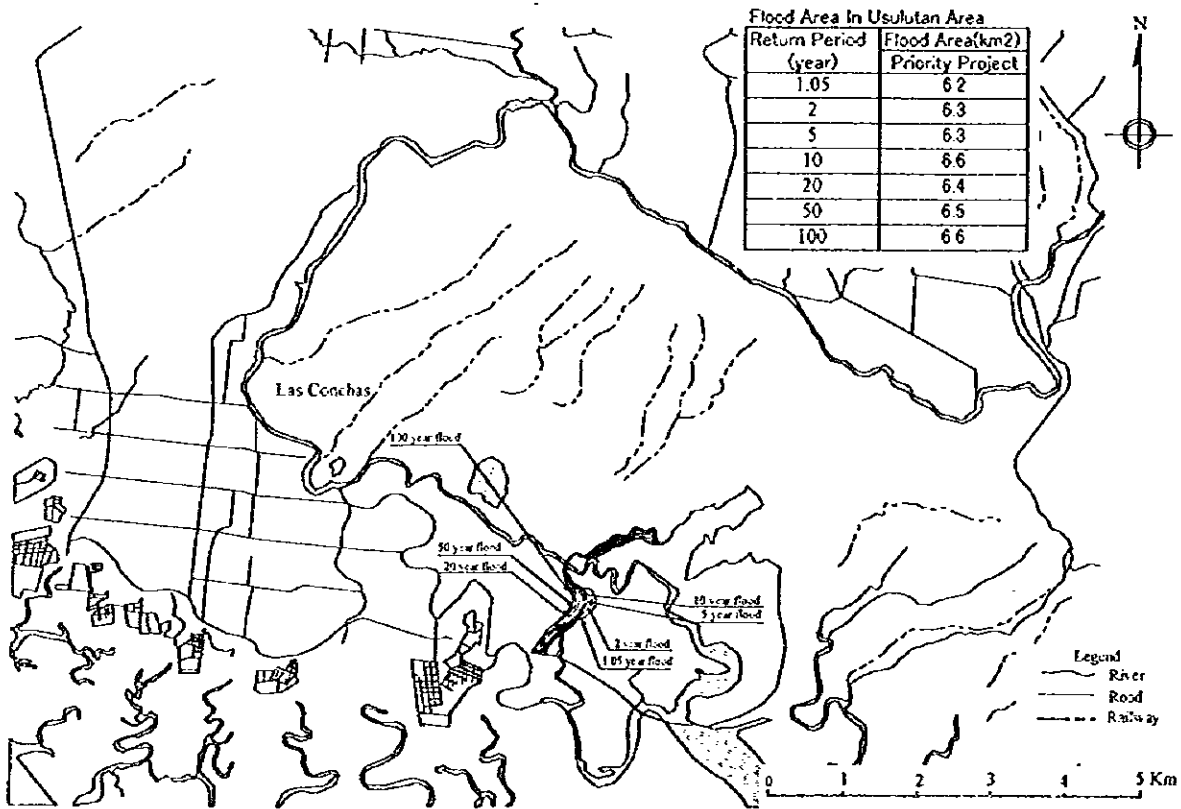 Flood Area In Usulutan Area
Return Period (year) Flood Area(km2) Priority Project
1.05 6.2
2 6.3
5 6.3
10 6.6
20 6.4
50 6.5
100 6.6
N
Las Conchas
100 year flood
50 year flood
20 year flood
10 year flood
5 year flood
2 year flood
1.05 year flood
Legend
River
Road
Railway
0 1 2 3 4 5 Km